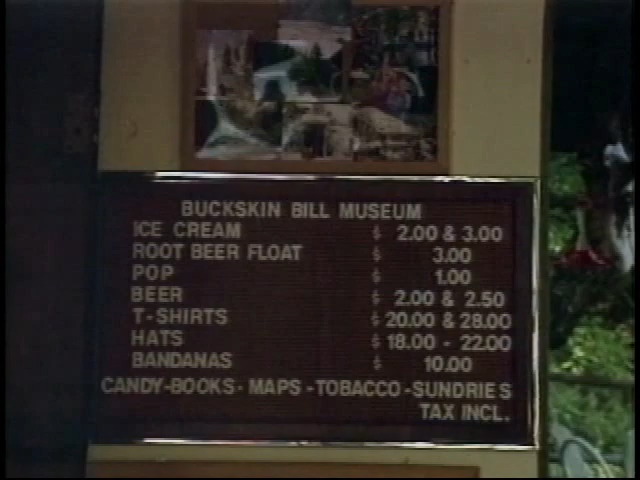 BUCKSKIN BILL MUSEUM
ICE CREAM $ 2.00 & 3.00
ROOT BEER FLOAT $ 3.00
POP $ 1.00
BEER $ 2.00 & 2.50
T-SHIRTS $ 20.00 & 28.00
HATS $ 18.00 - 22.00
BANDANAS $ 10.00
CANDY-BOOKS- MAPS -TOBACCO -SUNDRIES
TAX INCL.